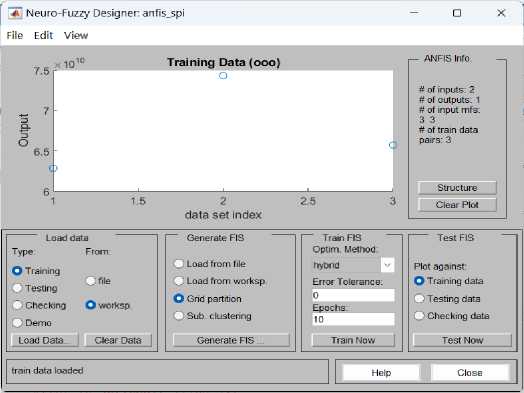 Neuro-Fuzzy Designer: anfis_spi
File Edit View
×10^10
Training Data (ooo)
7.5
7
6.5
6
Output
1 1.5 2 2.5 3
data set index
ANFIS Info.
# of inputs: 2
# of outputs: 1
# of input mfs:
3 3
# of train data
pairs: 3
Structure
Clear Plot
Load data
Type: From:
Training
Testing
Checking
Demo
file
worksp.
Load Data... Clear Data
Generate FIS
Load from file
Load from worksp.
Grid partition
Sub. clustering
Generate FIS ...
Train FIS
Optim. Method:
hybrid
Error Tolerance:
0
Epochs:
10
Train Now
Test FIS
Plot against:
Training data
Testing data
Checking data
Test Now
train data loaded
Help Close